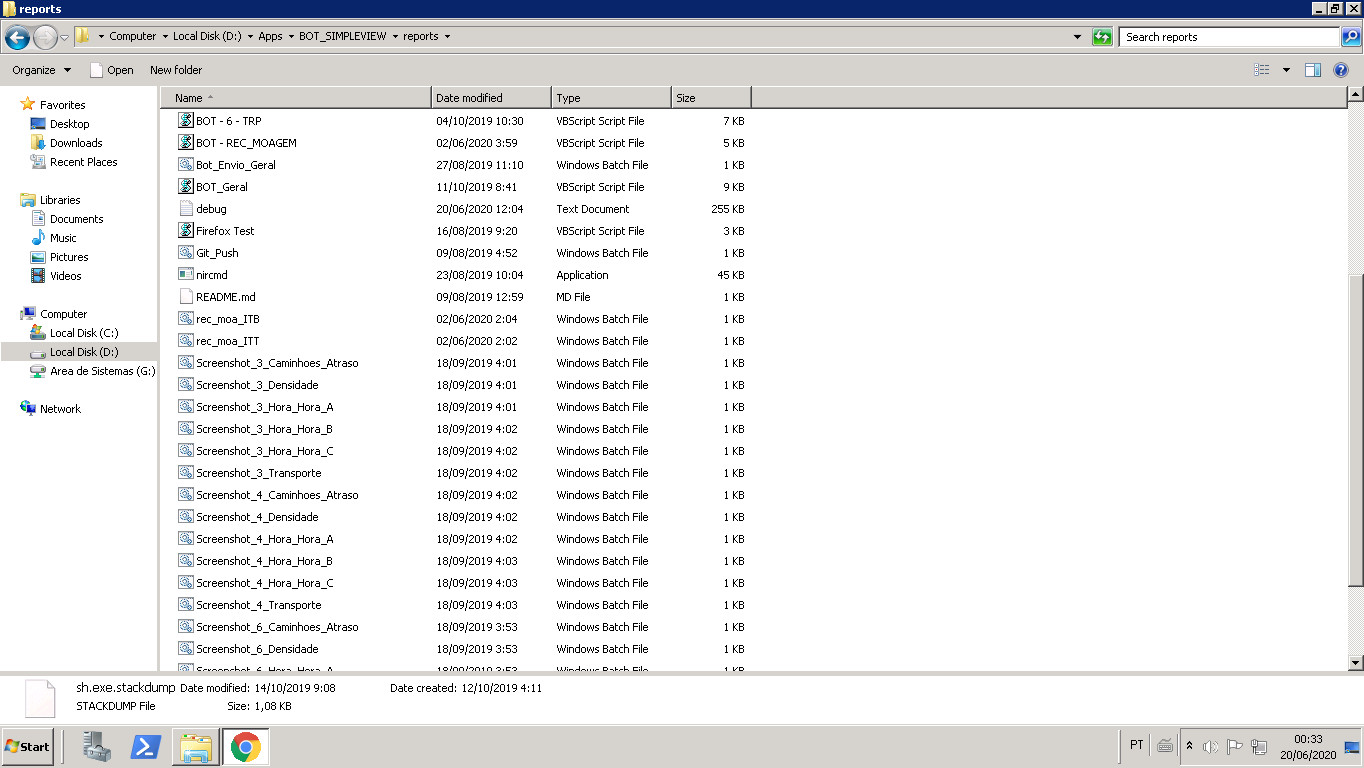 reports
Computer Local Disk (D:) Apps BOT_SIMPLEVIEW reports
Search reports
Organize Open New folder
Name Date modified Type Size
Favorites
Desktop
Downloads
Recent Places
Libraries
Documents
Music
Pictures
Videos
Computer
Local Disk (C:)
Local Disk (D:)
Area de Sistemas (G:)
Network
BOT - 6 - TRP 04/10/2019 10:30 VBScript Script File 7 KB
BOT - REC_MOAGEM 02/06/2020 3:59 VBScript Script File 5 KB
Bot_Envio_Geral 27/08/2019 11:10 Windows Batch File 1 KB
BOT_Geral 11/10/2019 8:41 VBScript Script File 9 KB
debug 20/06/2020 12:04 Text Document 255 KB
Firefox Test 16/08/2019 9:20 VBScript Script File 3 KB
Git_Push 09/08/2019 4:52 Windows Batch File 1 KB
nircmd 23/08/2019 10:04 Application 45 KB
README.md 09/08/2019 12:59 MD File 1 KB
rec_moa_ITB 02/06/2020 2:04 Windows Batch File 1 KB
rec_moa_ITT 02/06/2020 2:02 Windows Batch File 1 KB
Screenshot_3_Caminhoes_Atraso 18/09/2019 4:01 Windows Batch File 1 KB
Screenshot_3_Densidade 18/09/2019 4:01 Windows Batch File 1 KB
Screenshot_3_Hora_Hora_A 18/09/2019 4:01 Windows Batch File 1 KB
Screenshot_3_Hora_Hora_B 18/09/2019 4:02 Windows Batch File 1 KB
Screenshot_3_Hora_Hora_C 18/09/2019 4:02 Windows Batch File 1 KB
Screenshot_3_Transporte 18/09/2019 4:02 Windows Batch File 1 KB
Screenshot_4_Caminhoes_Atraso 18/09/2019 4:02 Windows Batch File 1 KB
Screenshot_4_Densidade 18/09/2019 4:02 Windows Batch File 1 KB
Screenshot_4_Hora_Hora_A 18/09/2019 4:02 Windows Batch File 1 KB
Screenshot_4_Hora_Hora_B 18/09/2019 4:03 Windows Batch File 1 KB
Screenshot_4_Hora_Hora_C 18/09/2019 4:03 Windows Batch File 1 KB
Screenshot_4_Transporte 18/09/2019 4:03 Windows Batch File 1 KB
Screenshot_6_Caminhoes_Atraso 18/09/2019 3:53 Windows Batch File 1 KB
Screenshot_6_Densidade 18/09/2019 3:53 Windows Batch File 1 KB
Screenshot_6_Hora_Hora_A 18/09/2019 3:53 Windows Batch File 1 KB
sh.exe.stackdump Date modified: 14/10/2019 9:08 Date created: 12/10/2019 4:11
STACKDUMP File Size: 1,08 KB
Start PT 00:33
20/06/2020